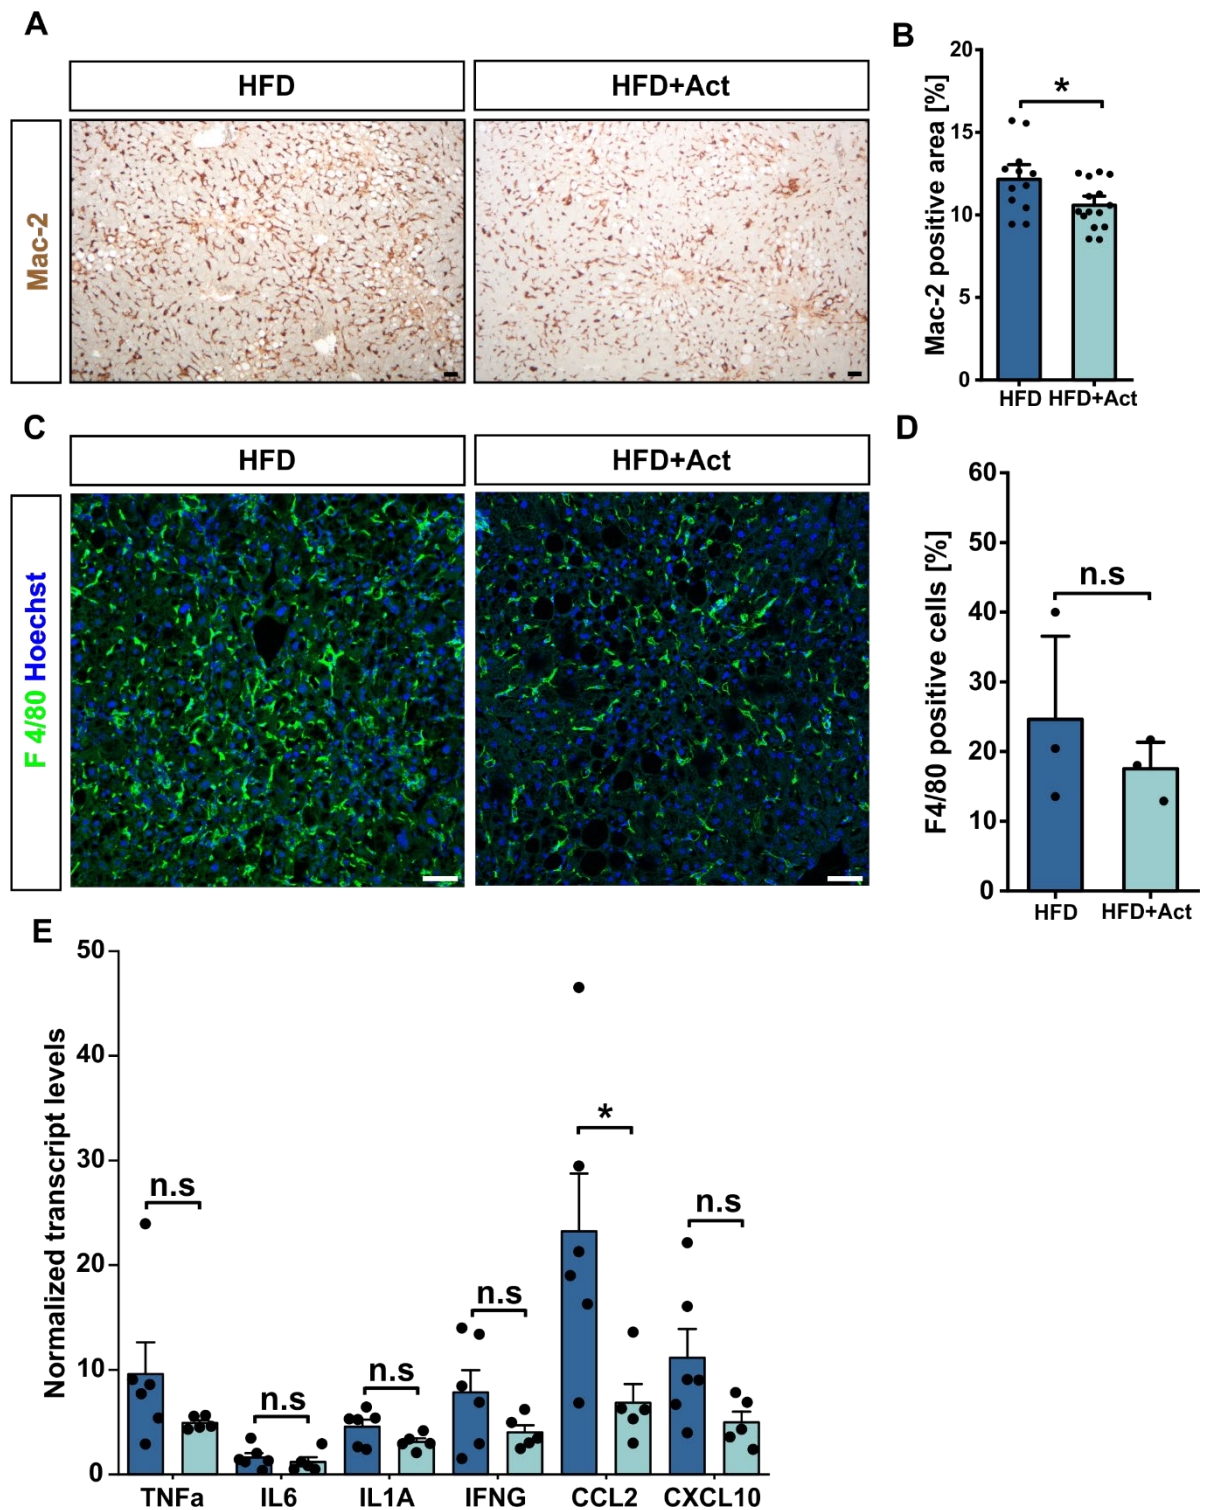 A
HFD
HFD+Act
Mac-2
B
Mac-2 positive area [%]
20
15
10
5
0
*
HFD HFD+Act
C
HFD
HFD+Act
F 4/80 Hoechst
D
F4/80 positive cells [%]
60
50
40
30
20
10
0
n.s
HFD HFD+Act
E
Normalized transcript levels
50
40
30
20
10
0
n.s
n.s
n.s
n.s
*
n.s
TNFa IL6 IL1A IFNG CCL2 CXCL10